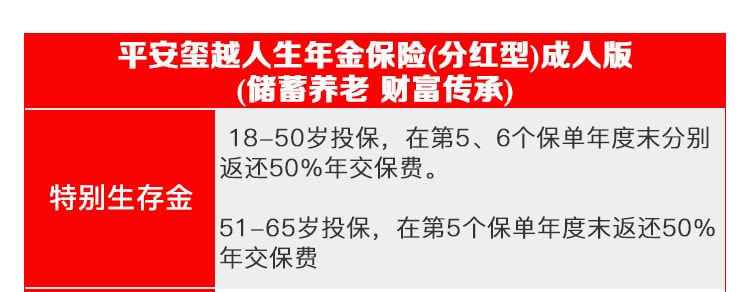 平安玺越人生年金保险(分红型)成人版
(储蓄养老 财富传承)
特别生存金
18-50岁投保，在第5、6个保单年度末分别
返还50%年交保费。
51-65岁投保，在第5个保单年度末返还50%
年交保费